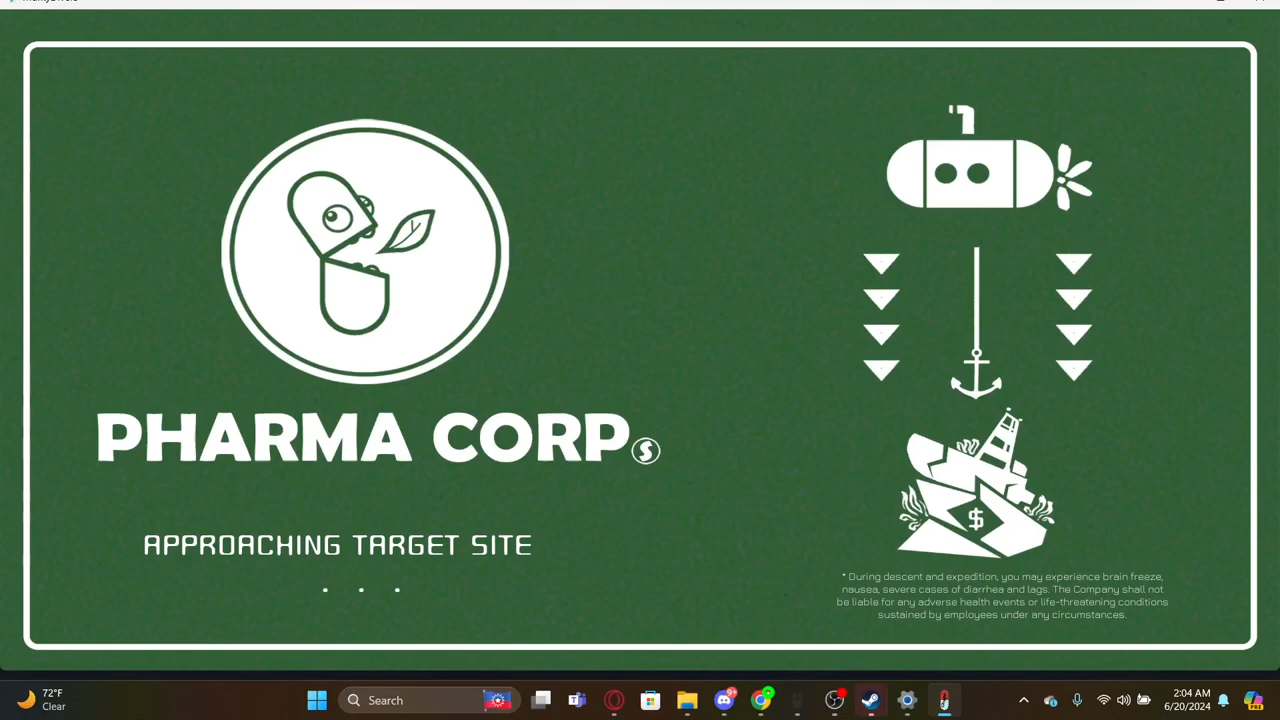 PHARMA CORP
S
APPROACHING TARGET SITE
. . .
$
* During descent and expedition, you may experience brain freeze,
nausea, severe cases of diarrhea and lags. The Company shall not
be liable for any adverse health events or life-threatening conditions
sustained by employees under any circumstances.
72°F
Clear
Search
9+
PRE
2:04 AM
6/20/2024